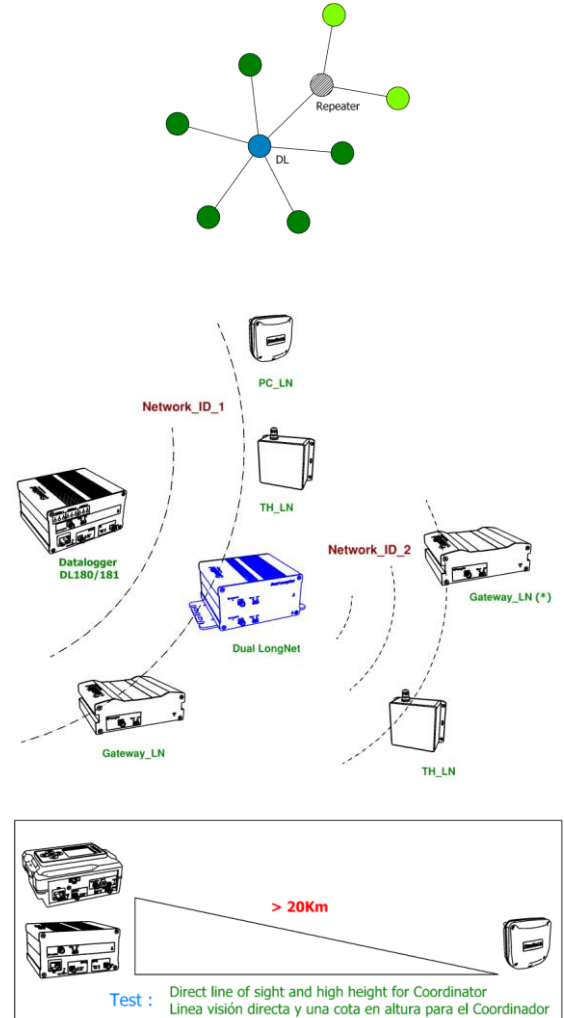 Repeater
DL
PC_LN
Network_ID_1
TH_LN
Datalogger
DL180/181
Network_ID_2
Gateway_LN (*)
Dual LongNet
Gateway_LN
TH_LN
> 20Km
Test :
Direct line of sight and high height for Coordinator
Linea visión directa y una cota en altura para el Coordinador